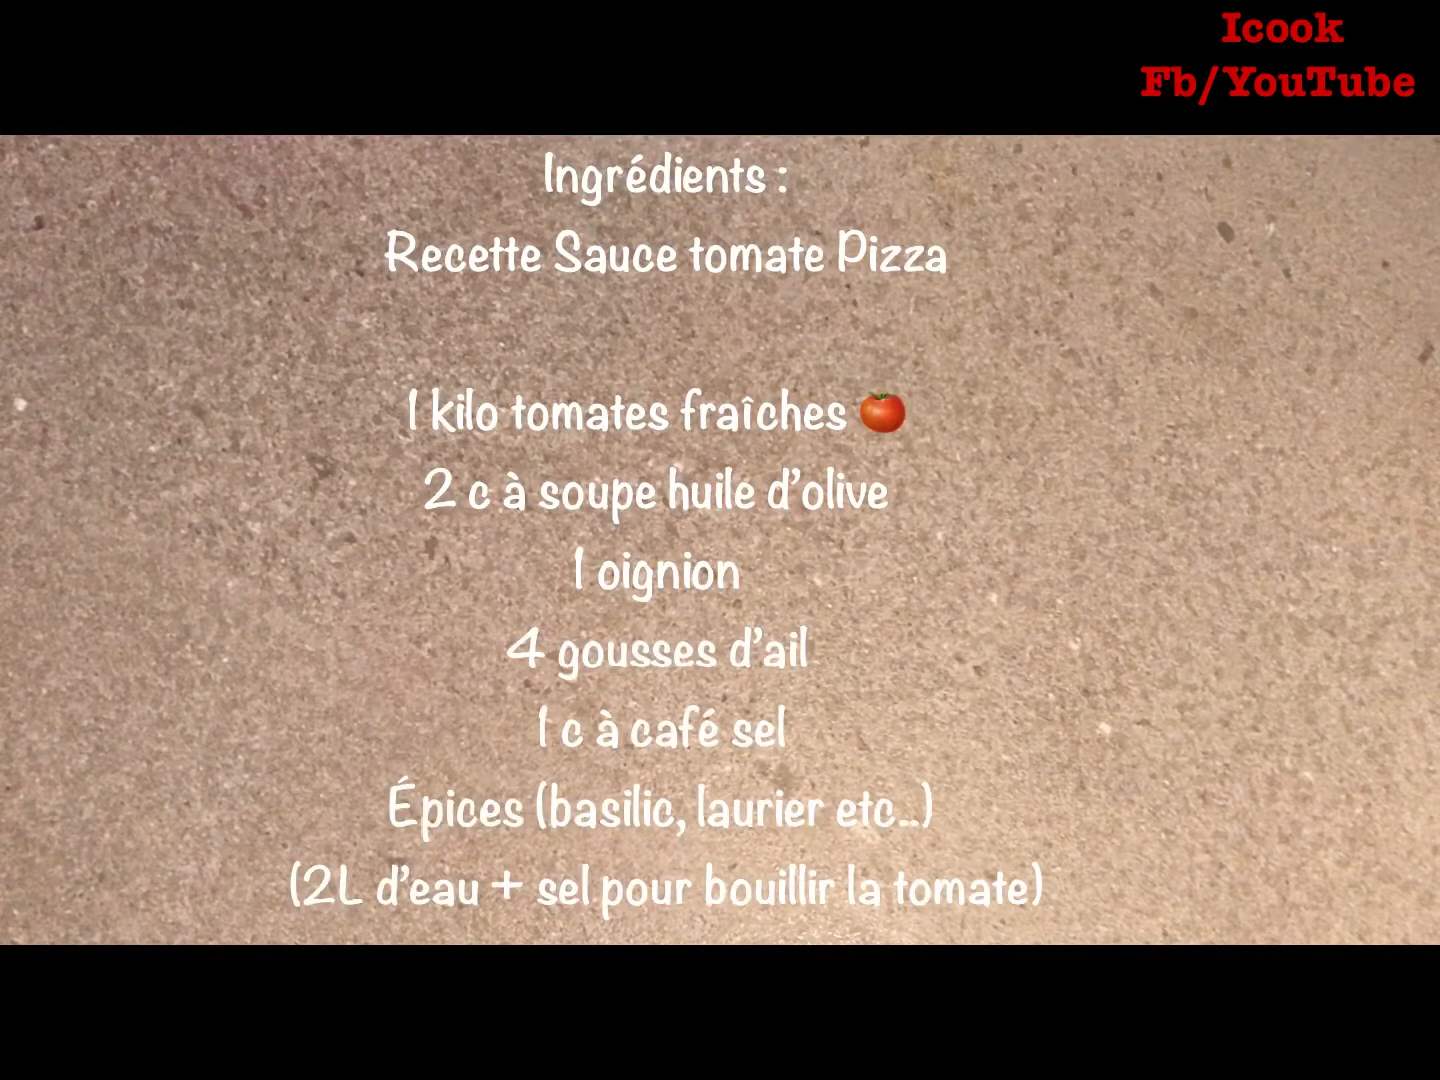 Icook
Fb/YouTube
Ingrédients :
Recette Sauce tomate Pizza
1 kilo tomates fraîches 🍅
2 c à soupe huile d’olive
1 oignion
4 gousses d’ail
1 c à café sel
Épices (basilic, laurier etc..)
(2L d’eau + sel pour bouillir la tomate)